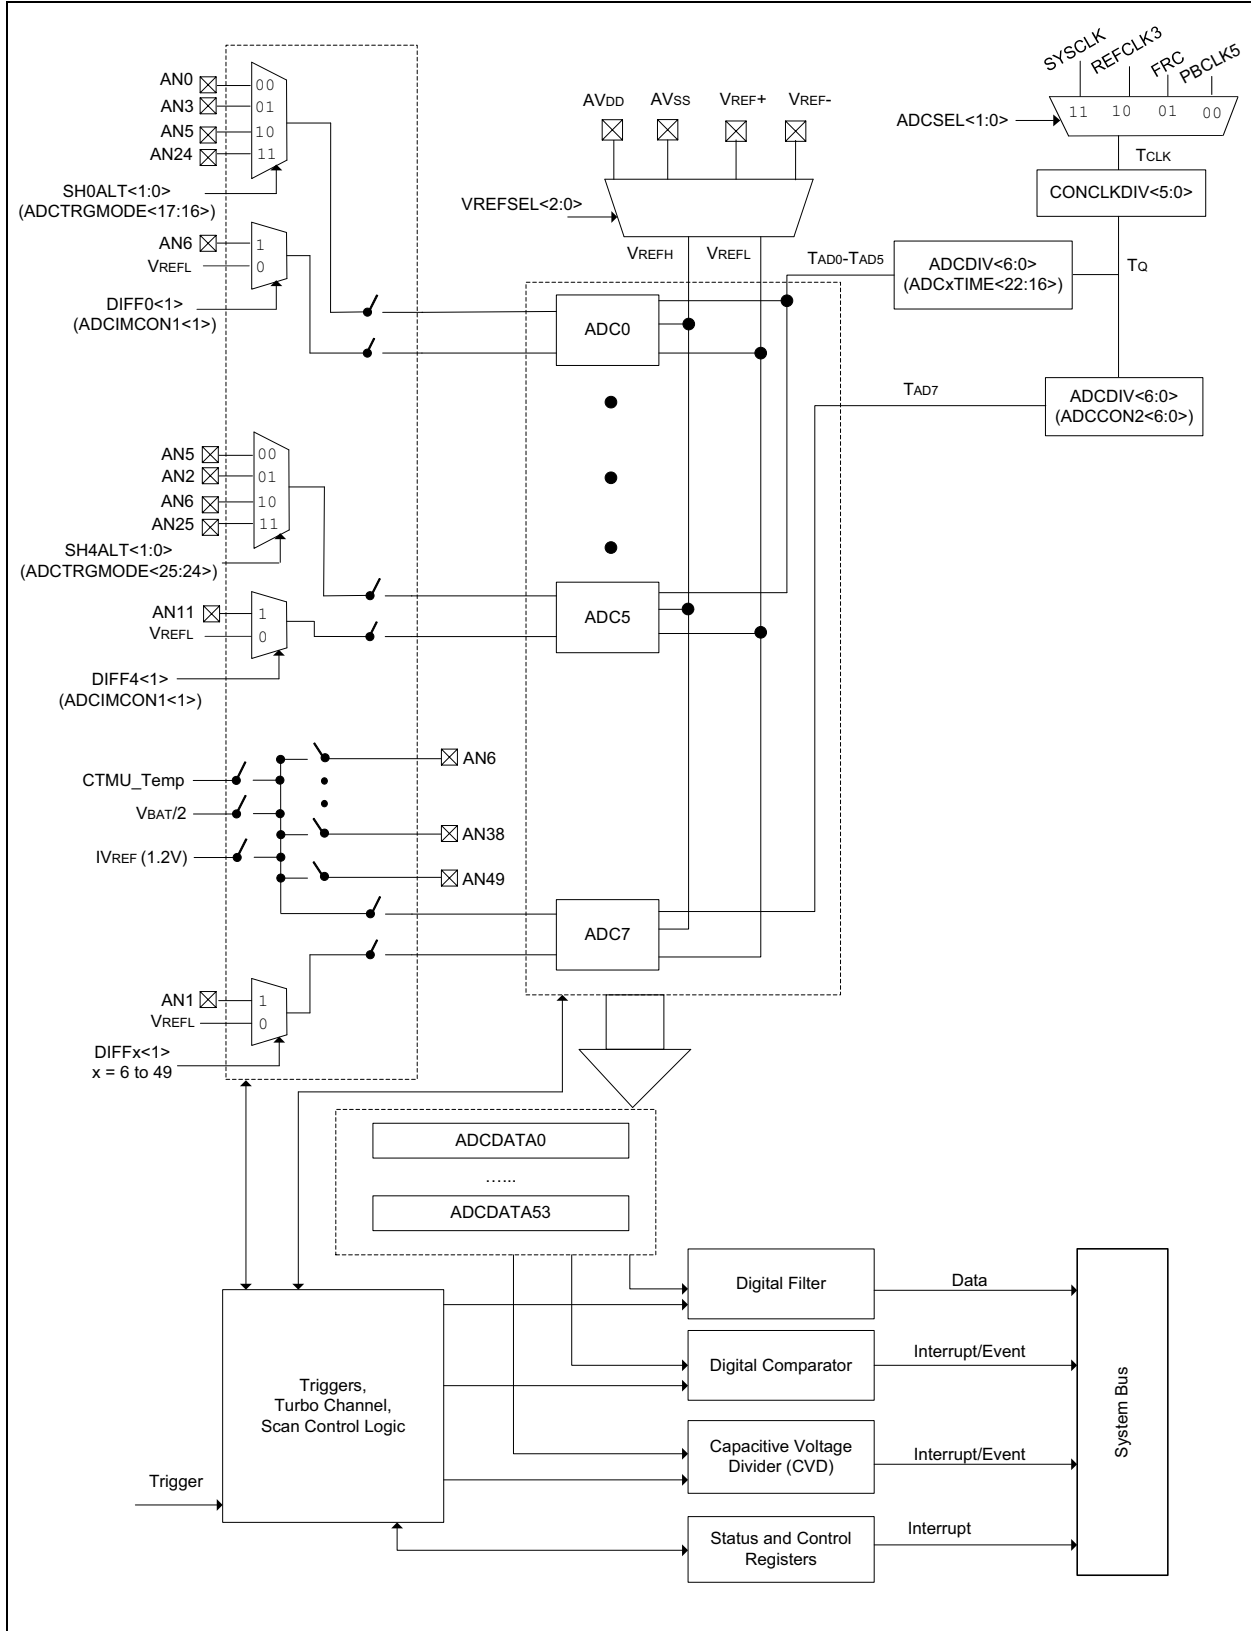 SYSCLK
REFCLK3
FRC
PBCLK5
ADCSEL<1:0>
11 10 01 00
TCLK
CONCLKDIV<5:0>
TQ
AVDD AVSS VREF+ VREF-
VREFSEL<2:0>
VREFH VREFL
TAD0-TAD5
ADCDIV<6:0>
(ADCxTIME<22:16>)
TAD7
ADCDIV<6:0>
(ADCCON2<6:0>)
AN0 00
AN3 01
AN5 10
AN24 11
SH0ALT<1:0>
(ADCTRGMODE<17:16>)
AN6 1
VREFL 0
DIFF0<1>
(ADCIMCON1<1>)
ADC0
AN5 00
AN2 01
AN6 10
AN25 11
SH4ALT<1:0>
(ADCTRGMODE<25:24>)
AN11 1
VREFL 0
DIFF4<1>
(ADCIMCON1<1>)
ADC5
CTMU_Temp
VBAT/2
IVREF (1.2V)
AN6
AN38
AN49
ADC7
AN1 1
VREFL 0
DIFFx<1>
x = 6 to 49
ADCDATA0
…...
ADCDATA53
Triggers,
Turbo Channel,
Scan Control Logic
Trigger
Digital Filter
Data
Digital Comparator
Interrupt/Event
Capacitive Voltage
Divider (CVD)
Interrupt/Event
Status and Control
Registers
Interrupt
System Bus